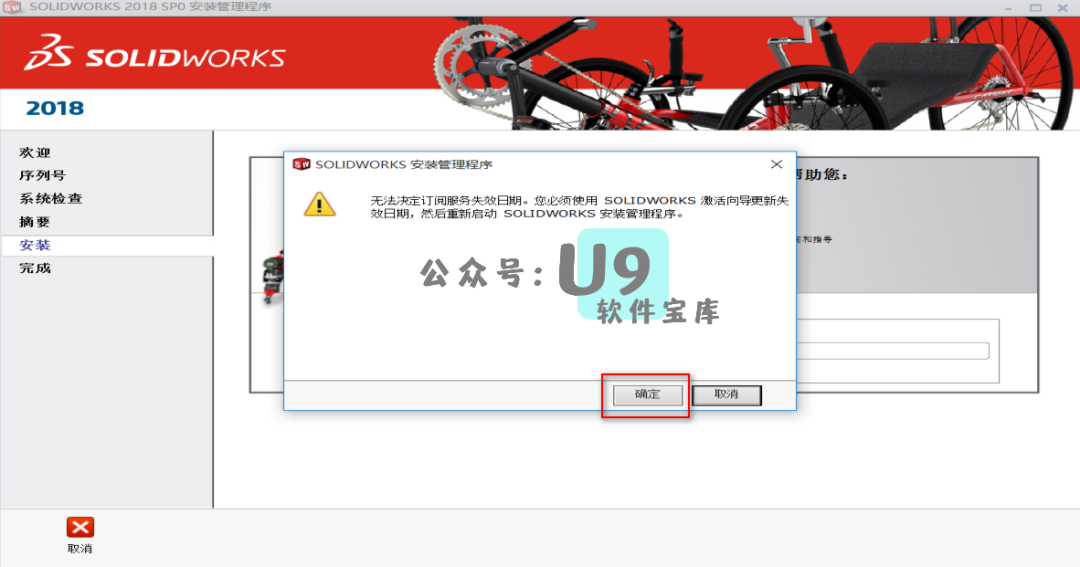 SOLIDWORKS 2018 SP0 安装管理程序
SOLIDWORKS
2018
欢迎
序列号
系统检查
摘要
安装
完成
SOLIDWORKS 安装管理程序
无法决定订阅服务失效日期。您必须使用 SOLIDWORKS 激活向导更新失
效日期，然后重新启动 SOLIDWORKS 安装管理程序。
帮助您：
和指导
公众号:U9
软件宝库
确定
取消
取消